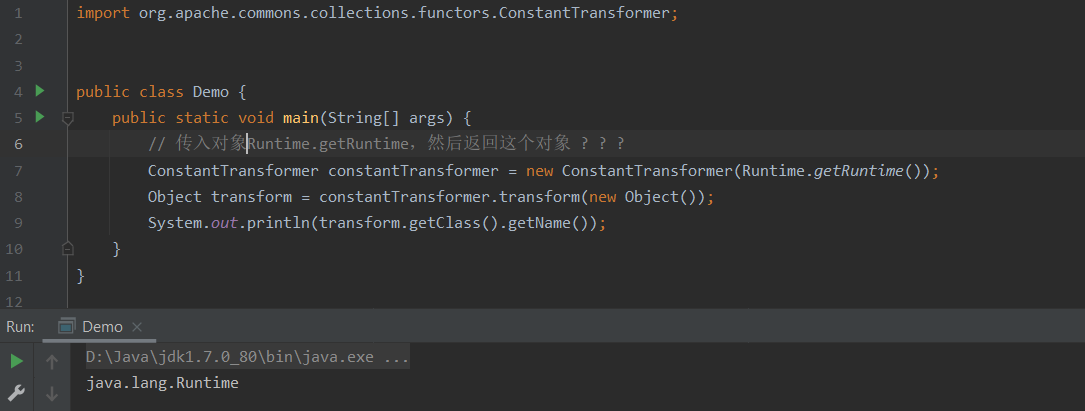 1 import org.apache.commons.collections.functors.ConstantTransformer;
2
3
4 public class Demo {
5 public static void main(String[] args) {
6 // 传入对象Runtime.getRuntime，然后返回这个对象 ？？？
7 ConstantTransformer constantTransformer = new ConstantTransformer(Runtime.getRuntime());
8 Object transform = constantTransformer.transform(new Object());
9 System.out.println(transform.getClass().getName());
10 }
11 }
12
Run: Demo ×
D:\Java\jdk1.7.0_80\bin\java.exe ...
java.lang.Runtime